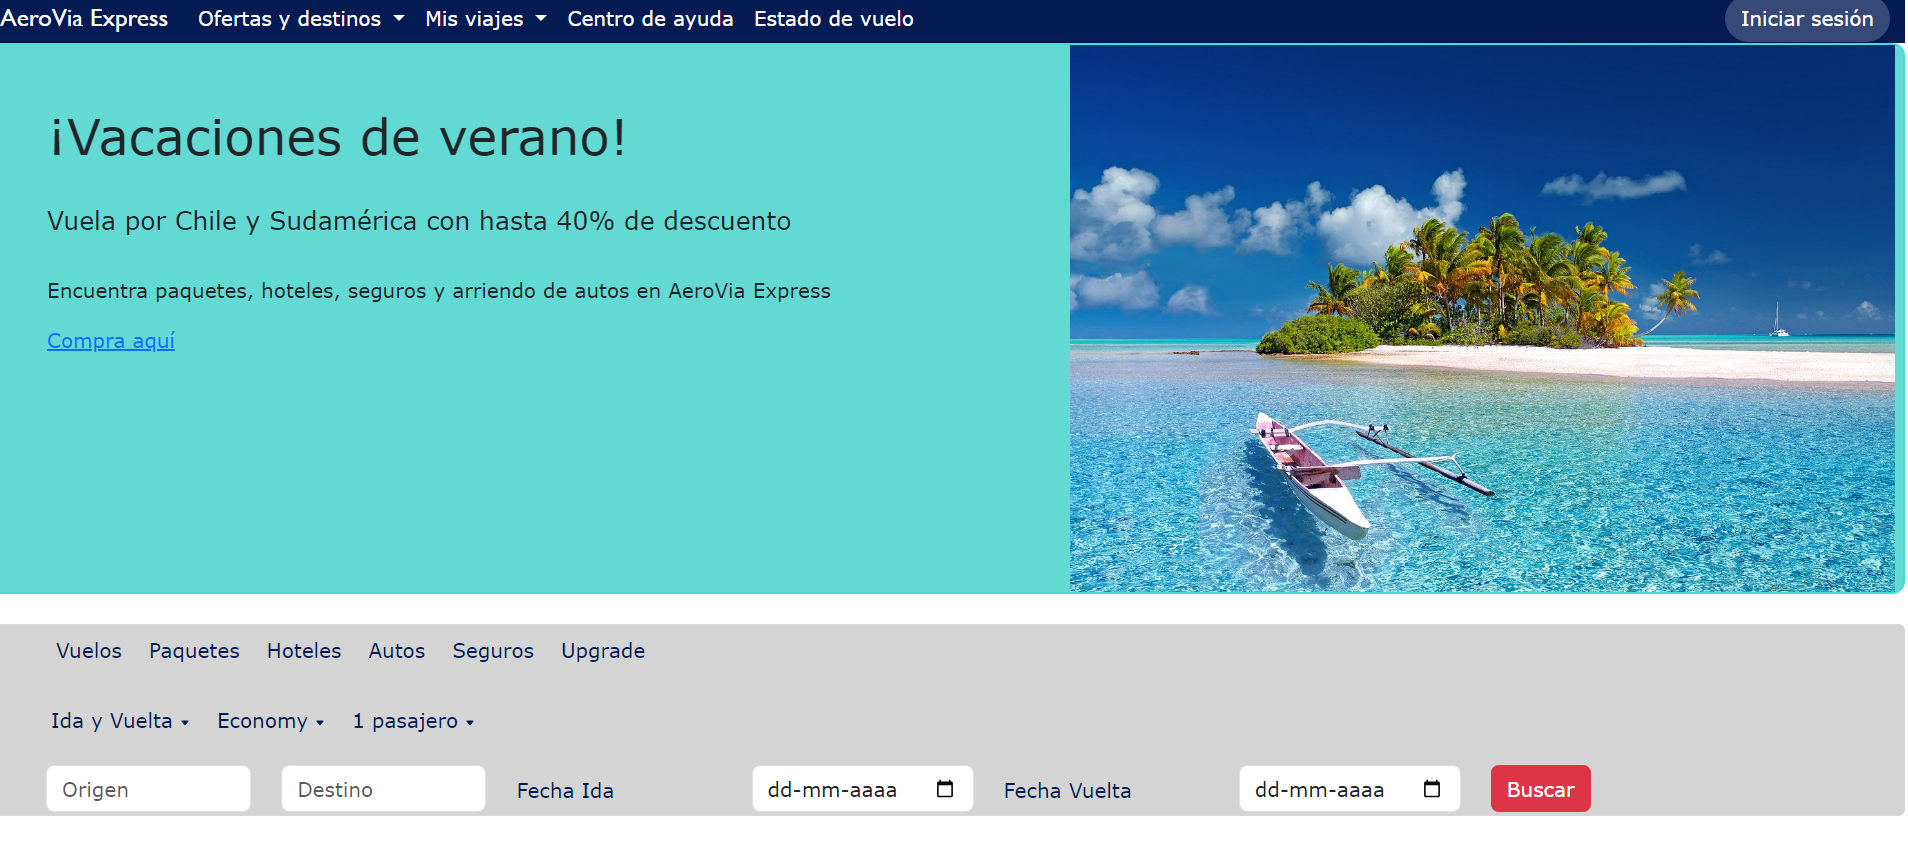 AeroVia Express Ofertas y destinos Mis viajes Centro de ayuda Estado de vuelo Iniciar sesión
¡Vacaciones de verano!
Vuela por Chile y Sudamérica con hasta 40% de descuento
Encuentra paquetes, hoteles, seguros y arriendo de autos en AeroVia Express
Compra aquí
Vuelos Paquetes Hoteles Autos Seguros Upgrade
Ida y Vuelta Economy 1 pasajero
Origen Destino Fecha Ida dd-mm-aaaa Fecha Vuelta dd-mm-aaaa Buscar